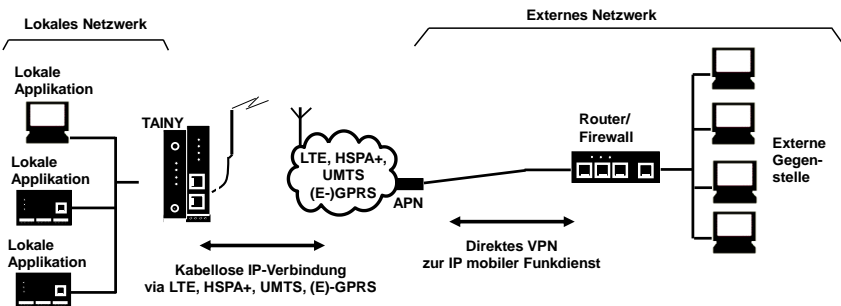 Lokales Netzwerk
Externes Netzwerk
Lokale
Applikation
TAINY
Lokale
Applikation
Lokale
Applikation
LTE, HSPA+,
UMTS
(E-)GPRS
APN
Router/
Firewall
Externe
Gegen-
stelle
Kabellose IP-Verbindung
via LTE, HSPA+, UMTS, (E)-GPRS
Direktes VPN
zur IP mobiler Funkdienst